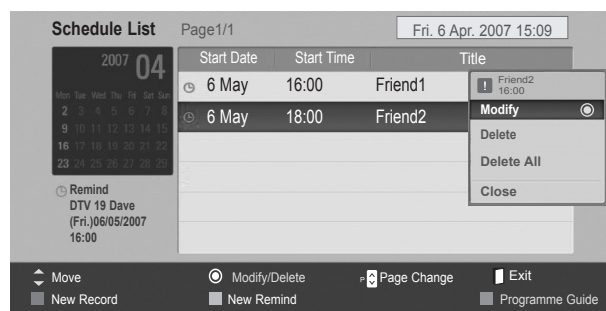 Schedule List Page1/1 Fri. 6 Apr. 2007 15:09
2007 04
Mon Tue Wed Thu Fri Sat Sun
2 3 4 5 6 7 8
9 10 11 12 13 14 15
16 17 18 19 20 21 22
23 24 25 26 27 28 29
Remind
DTV 19 Dave
(Fri.)06/05/2007
16:00
Start Date Start Time Title
6 May 16:00 Friend1
6 May 18:00 Friend2
! Friend2
16:00
Modify
Delete
Delete All
Close
Move Modify/Delete P Page Change Exit
New Record New Remind Programme Guide